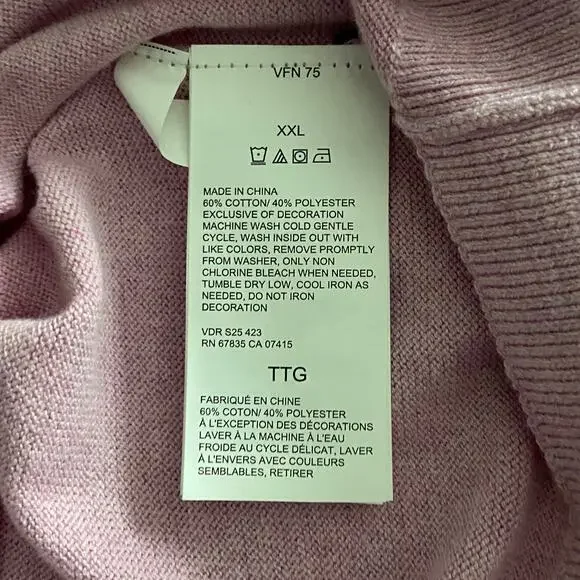 VFN 75
XXL
MADE IN CHINA
60% COTTON/ 40% POLYESTER
EXCLUSIVE OF DECORATION
MACHINE WASH COLD GENTLE
CYCLE, WASH INSIDE OUT WITH
LIKE COLORS, REMOVE PROMPTLY
FROM WASHER, ONLY NON
CHLORINE BLEACH WHEN NEEDED,
TUMBLE DRY LOW, COOL IRON AS
NEEDED, DO NOT IRON
DECORATION
VDR S25 423
RN 67835 CA 07415
TTG
FABRIQUÉ EN CHINE
60% COTON/ 40% POLYESTER
À L'EXCEPTION DES DÉCORATIONS
LAVER À LA MACHINE À L'EAU
FROIDE AU CYCLE DÉLICAT, LAVER
À L'ENVERS AVEC COULEURS
SEMBLABLES, RETIRER